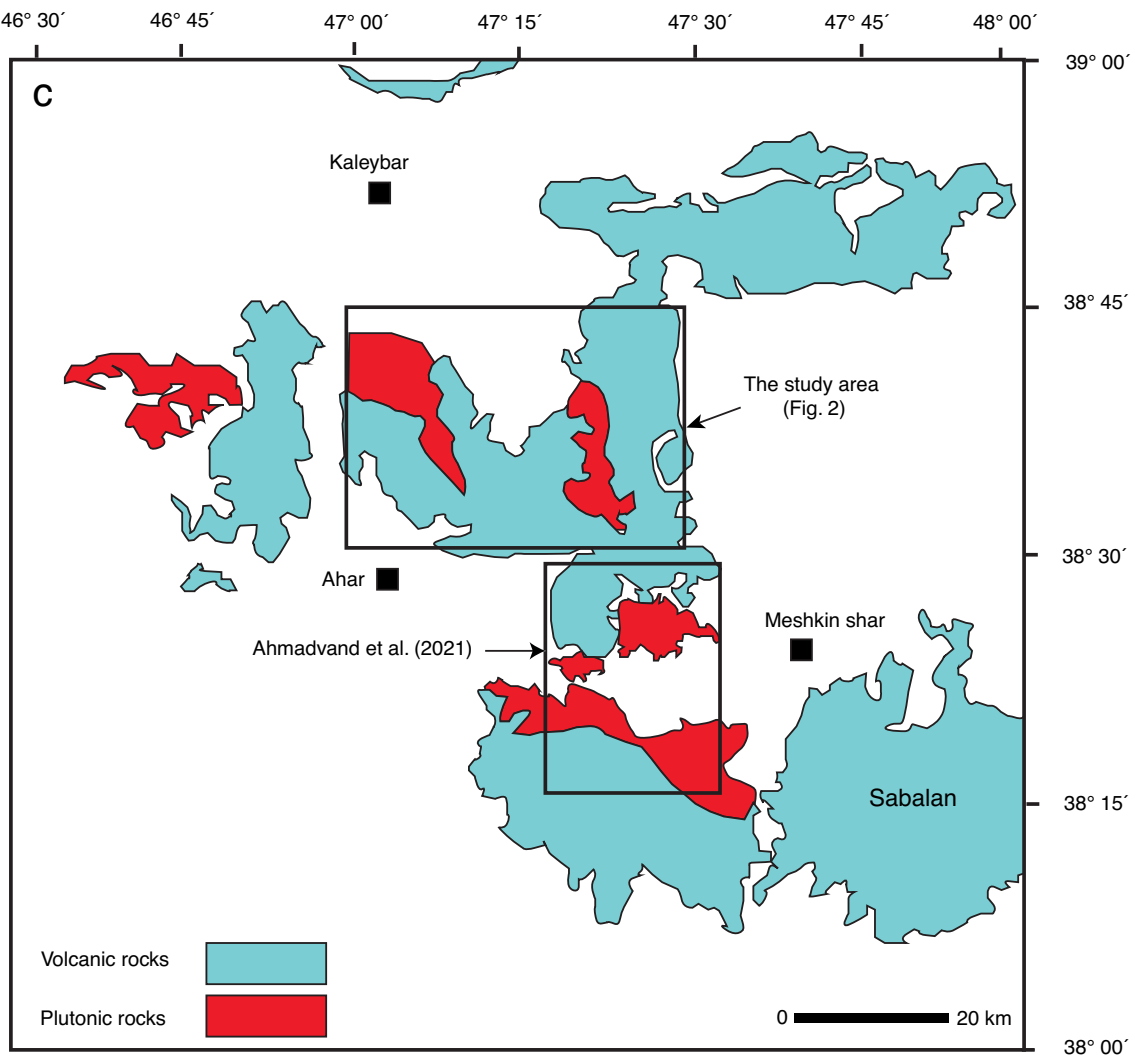 46° 30´ 46° 45´ 47° 00´ 47° 15´ 47° 30´ 47° 45´ 48° 00´
39° 00´
C
Kaleybar
38° 45´
The study area
(Fig. 2)
38° 30´
Ahar
Meshkin shar
Ahmadvand et al. (2021)
Sabalan
38° 15´
Volcanic rocks
Plutonic rocks
0 20 km
38° 00´